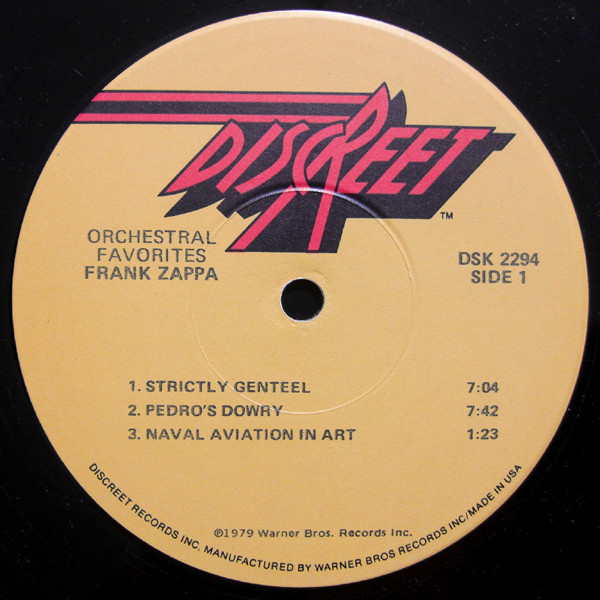 DISCREET
TM
ORCHESTRAL
FAVORITES
FRANK ZAPPA
DSK 2294
SIDE 1
1. STRICTLY GENTEEL 7:04
2. PEDRO'S DOWRY 7:42
3. NAVAL AVIATION IN ART 1:23
℗1979 Warner Bros. Records Inc.
DISCREET RECORDS INC. MANUFACTURED BY WARNER BROS RECORDS INC/MADE IN USA